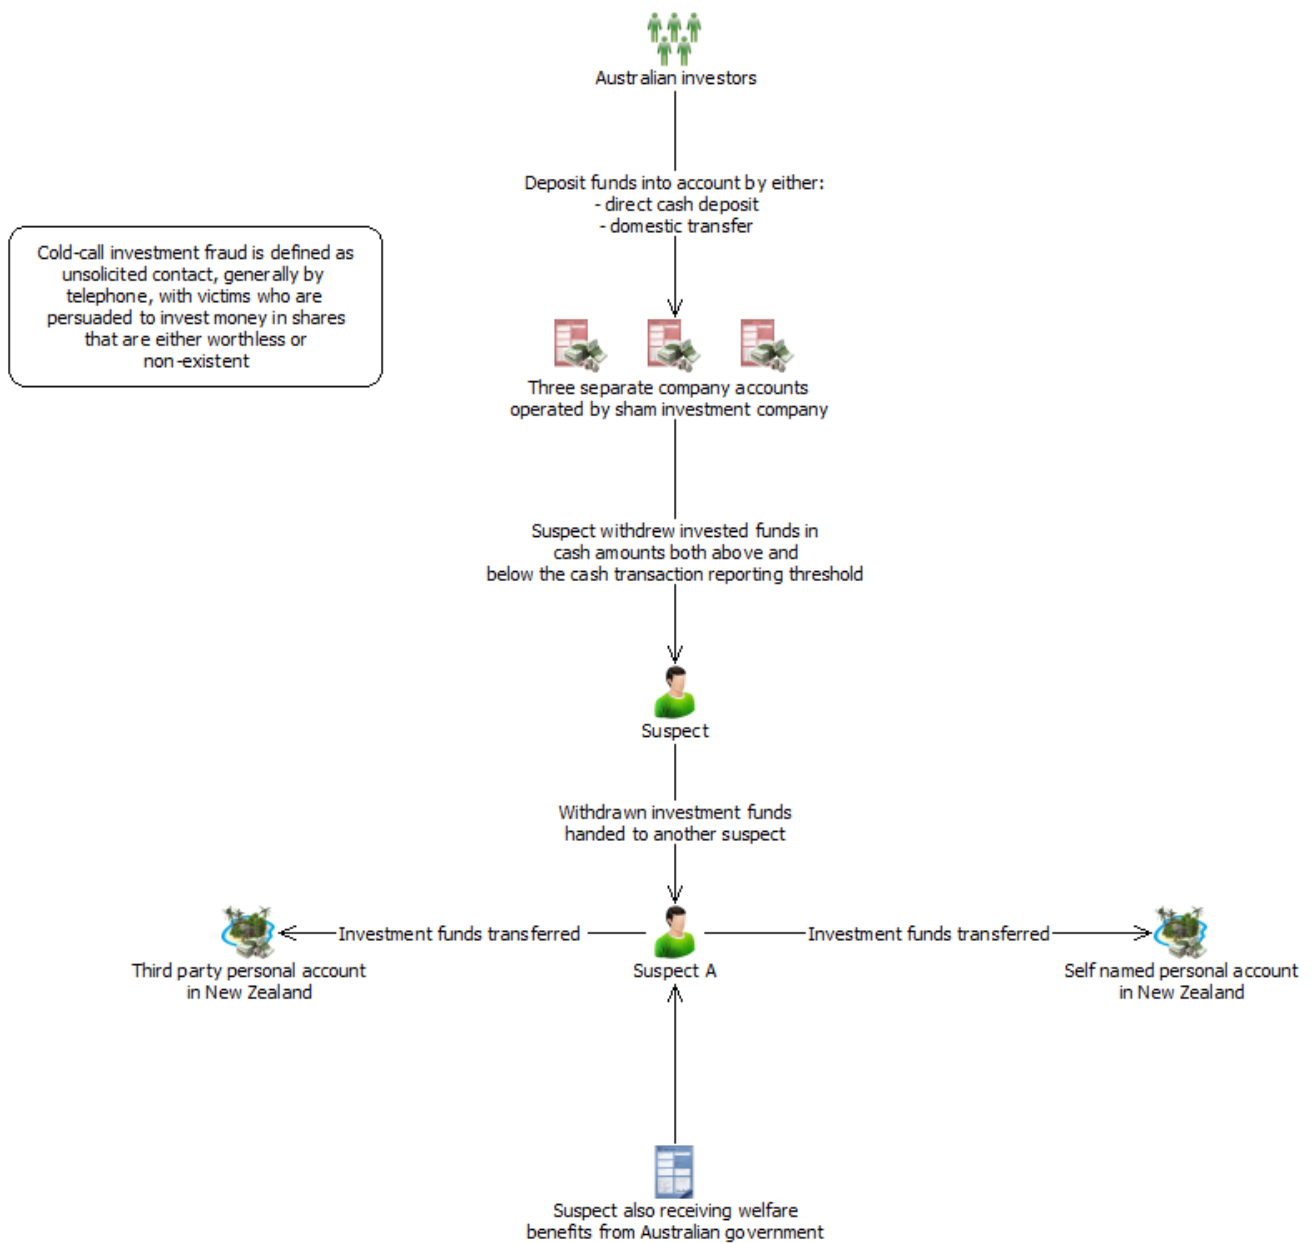 Australian investors
Deposit funds into account by either:
- direct cash deposit
- domestic transfer
Cold-call investment fraud is defined as
unsolicited contact, generally by
telephone, with victims who are
persuaded to invest money in shares
that are either worthless or
non-existent
Three separate company accounts
operated by sham investment company
Suspect withdrew invested funds in
cash amounts both above and
below the cash transaction reporting threshold
Suspect
Withdrawn investment funds
handed to another suspect
Investment funds transferred
Investment funds transferred
Third party personal account
in New Zealand
Suspect A
Self named personal account
in New Zealand
Suspect also receiving welfare
benefits from Australian government